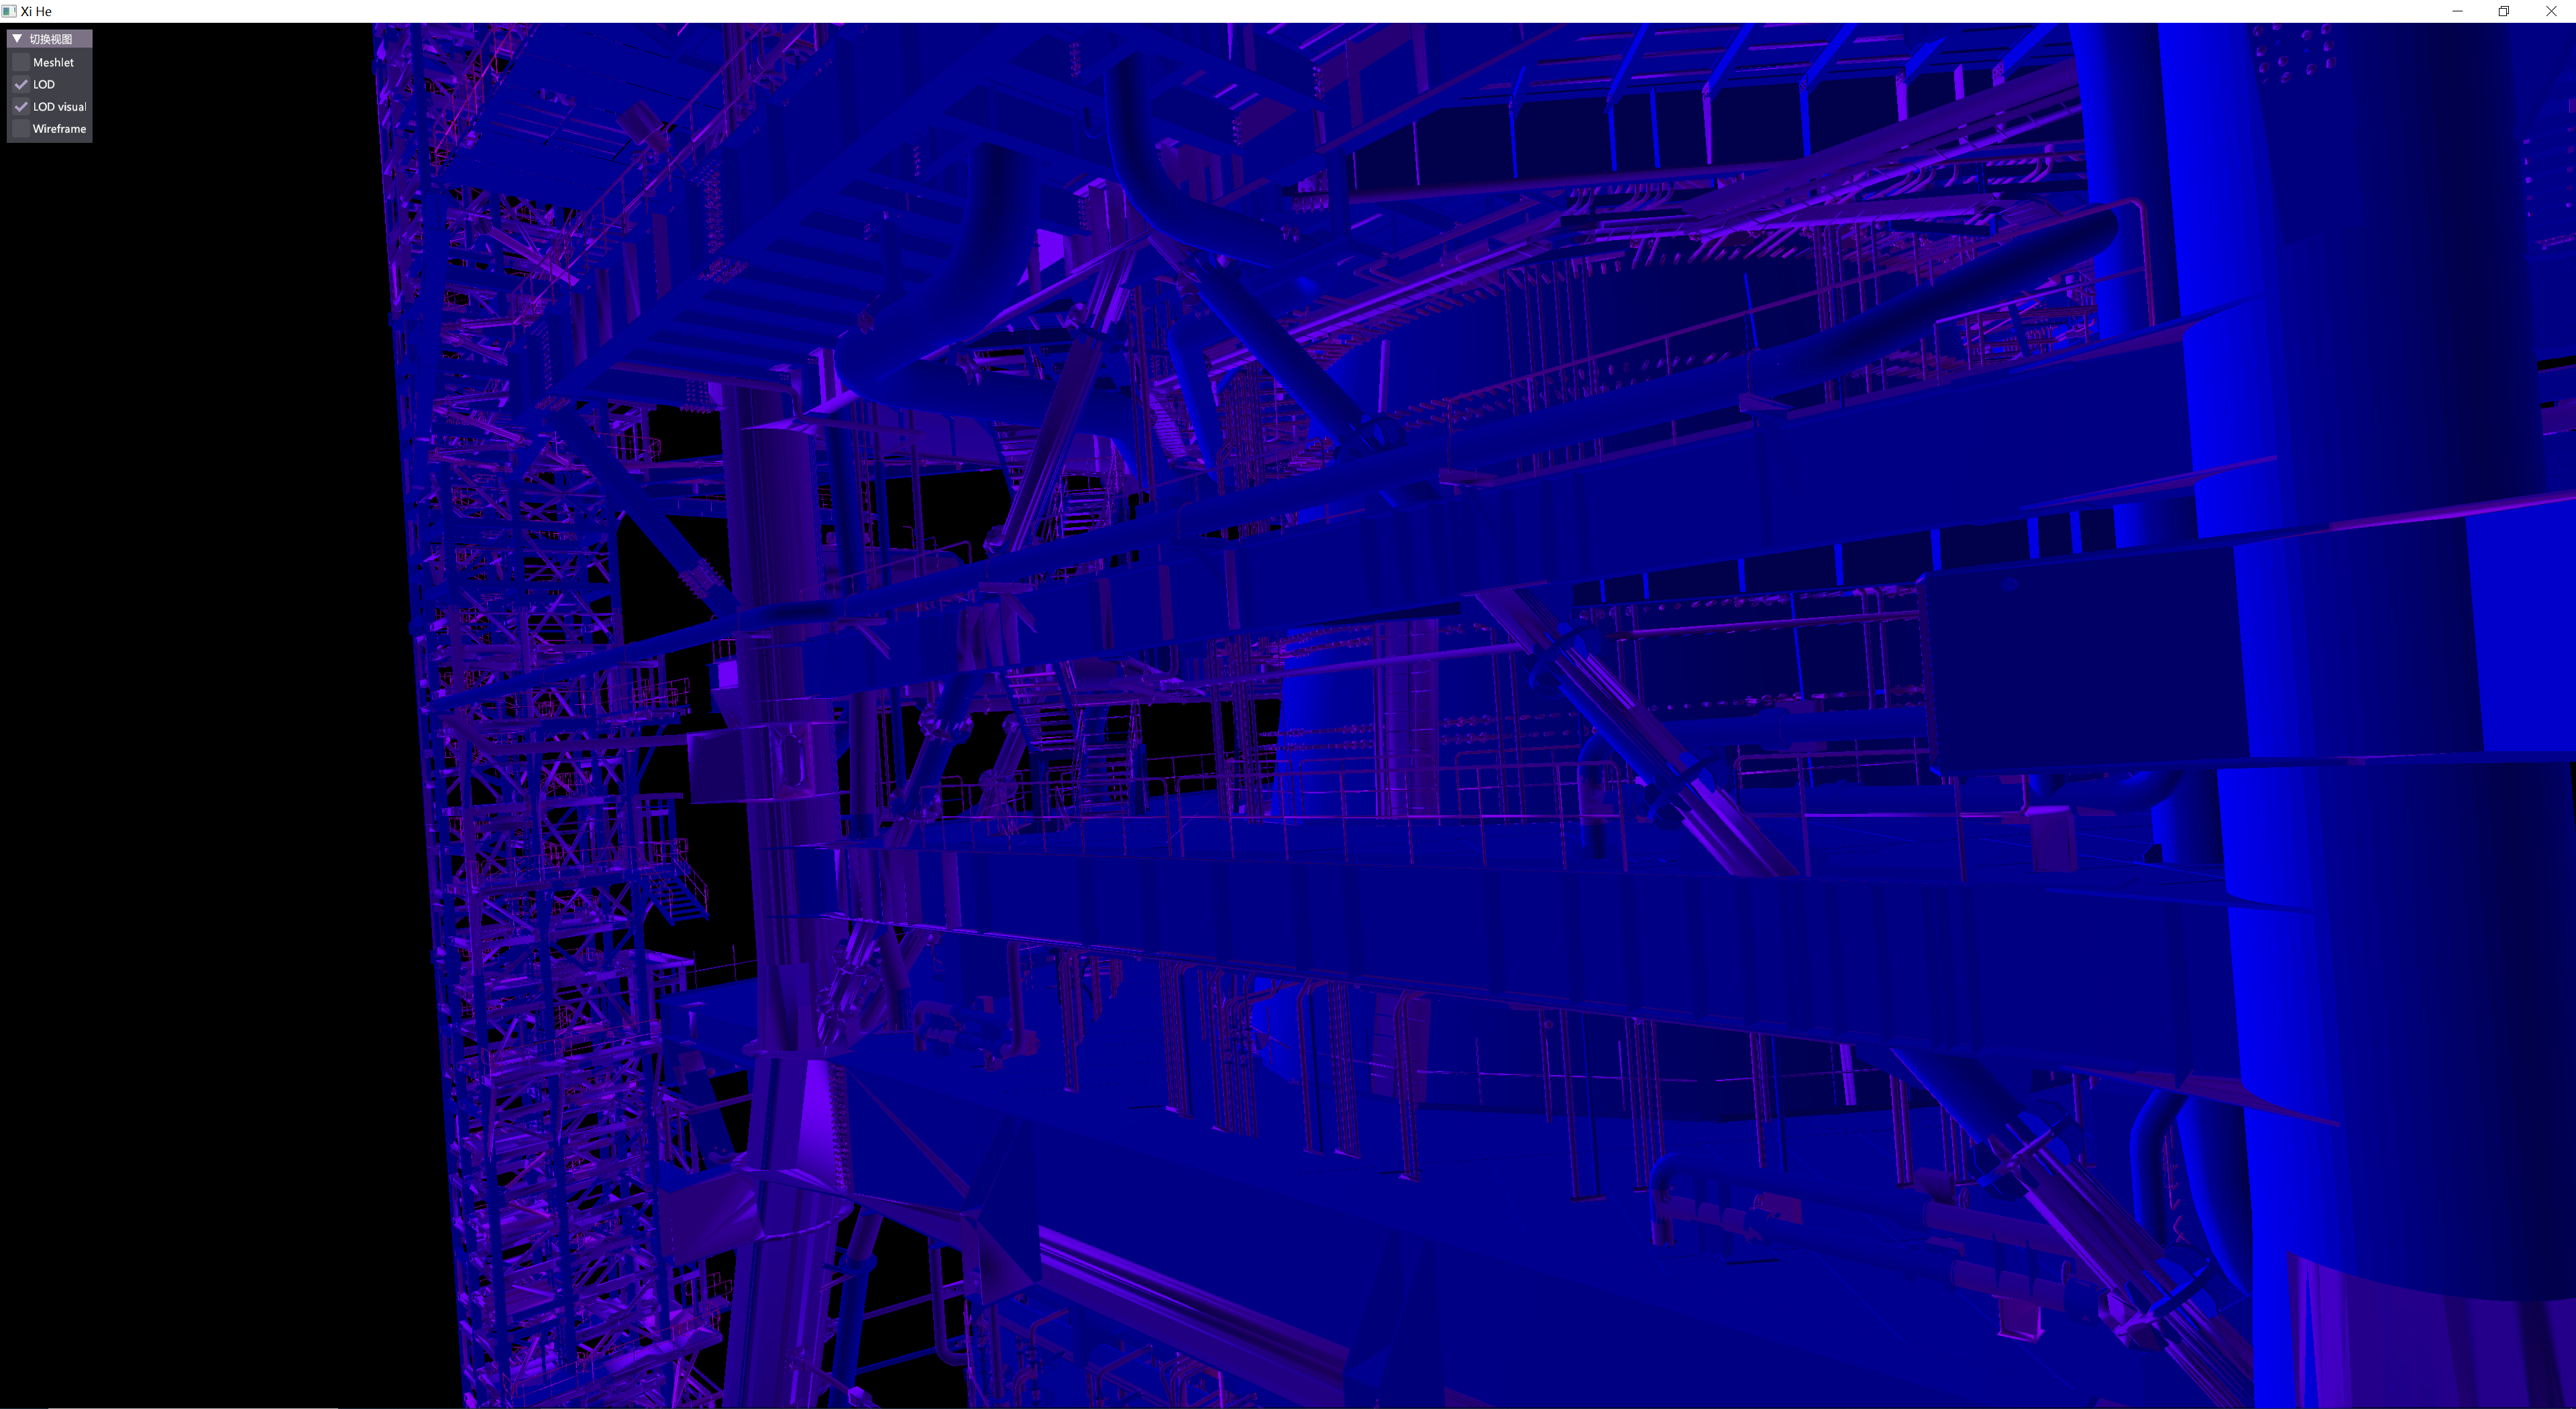 Xi He
切换视图
Meshlet
LOD
LOD visual
Wireframe